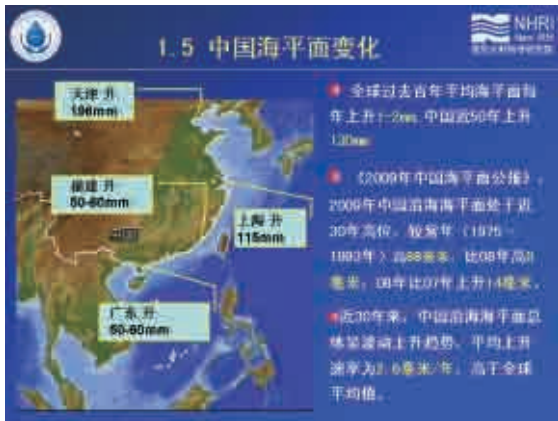 NHRI
1.5 中国海平面变化
天津 升
196mm
福建 升
50-60mm
中国
上海 升
115mm
广东 升
50-60mm
全球过去百年平均海平面每
年上升1-2mm,中国近50年上升
130mm
《2009年中国海平面公报》,
2009年中国沿海海平面处于近
30年高位,较常年(1975-
1993年)高68毫米,比08年高8
毫米,08年比07年上升14毫米。
近30年来,中国沿海海平面总
体呈波动上升趋势,平均上升
速率为2.6毫米/年,高于全球
平均值。